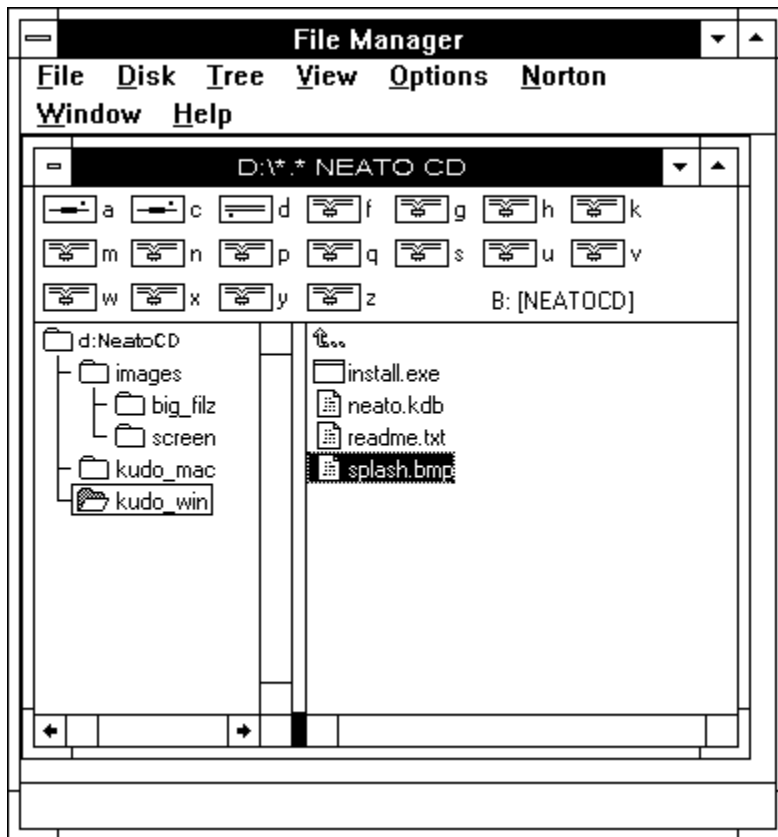 File Manager
File Disk Tree View Options Norton
Window Help
D:\*.* NEATO CD
a c d f g h k
m n p q s u v
w x y z B: [NEATOCD]
d:NeatoCD
images
big_filz
screen
kudo_mac
kudo_win
..
install.exe
neato.kdb
readme.txt
splash.bmp